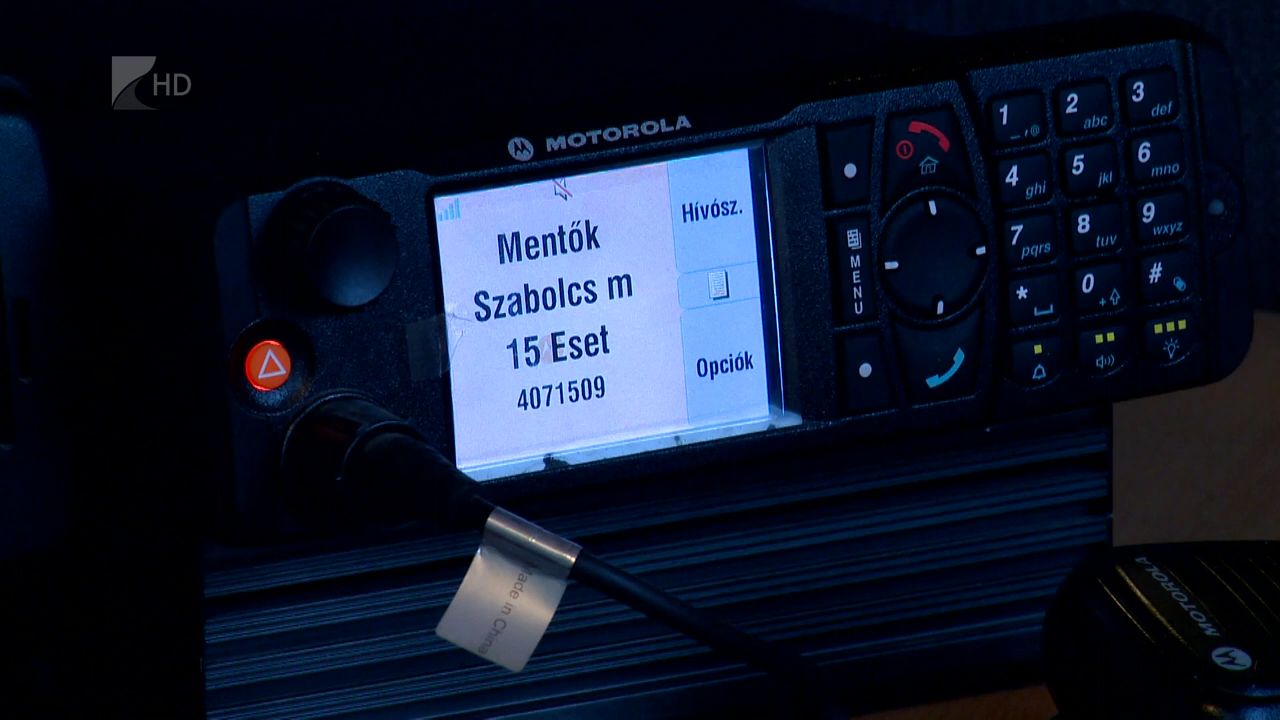 HD
MOTOROLA
Mentők
Szabolcs m
15 Eset
4071509
Hívósz.
Opciók
MENU
1 _,@
2 abc
3 def
4 ghi
5 jkl
6 mno
7 pqrs
8 tuv
9 wxyz
*
0 +
#
Made in China
MOTOROLA